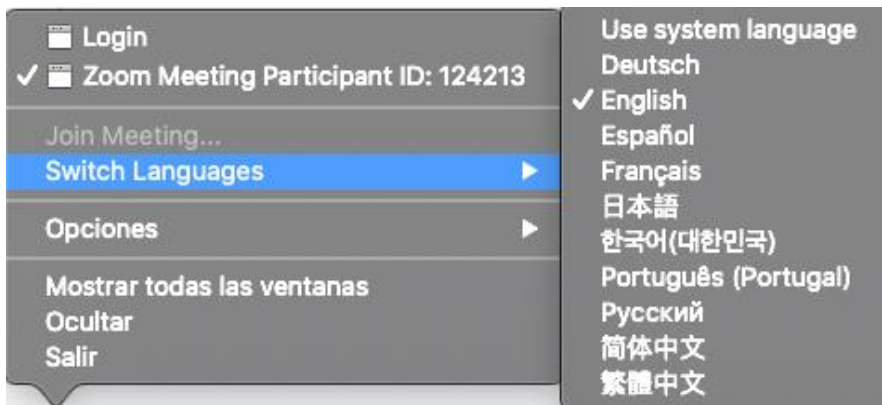 Login
✓ Zoom Meeting Participant ID: 124213
Join Meeting...
Switch Languages
Opciones
Mostrar todas las ventanas
Ocultar
Salir
Use system language
Deutsch
✓ English
Español
Français
日本語
한국어(대한민국)
Português (Portugal)
Русский
简体中文
繁體中文